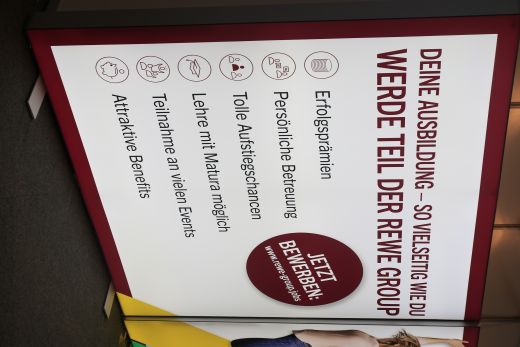 DEINE AUSBILDUNG – SO VIELSEITIG WIE DU
WERDE TEIL DER REWE GROUP
Erfolgsprämien
Persönliche Betreuung
Tolle Aufstiegschancen
Lehre mit Matura möglich
Teilnahme an vielen Events
Attraktive Benefits
JETZT
BEWERBEN:
www.rewe-group.jobs